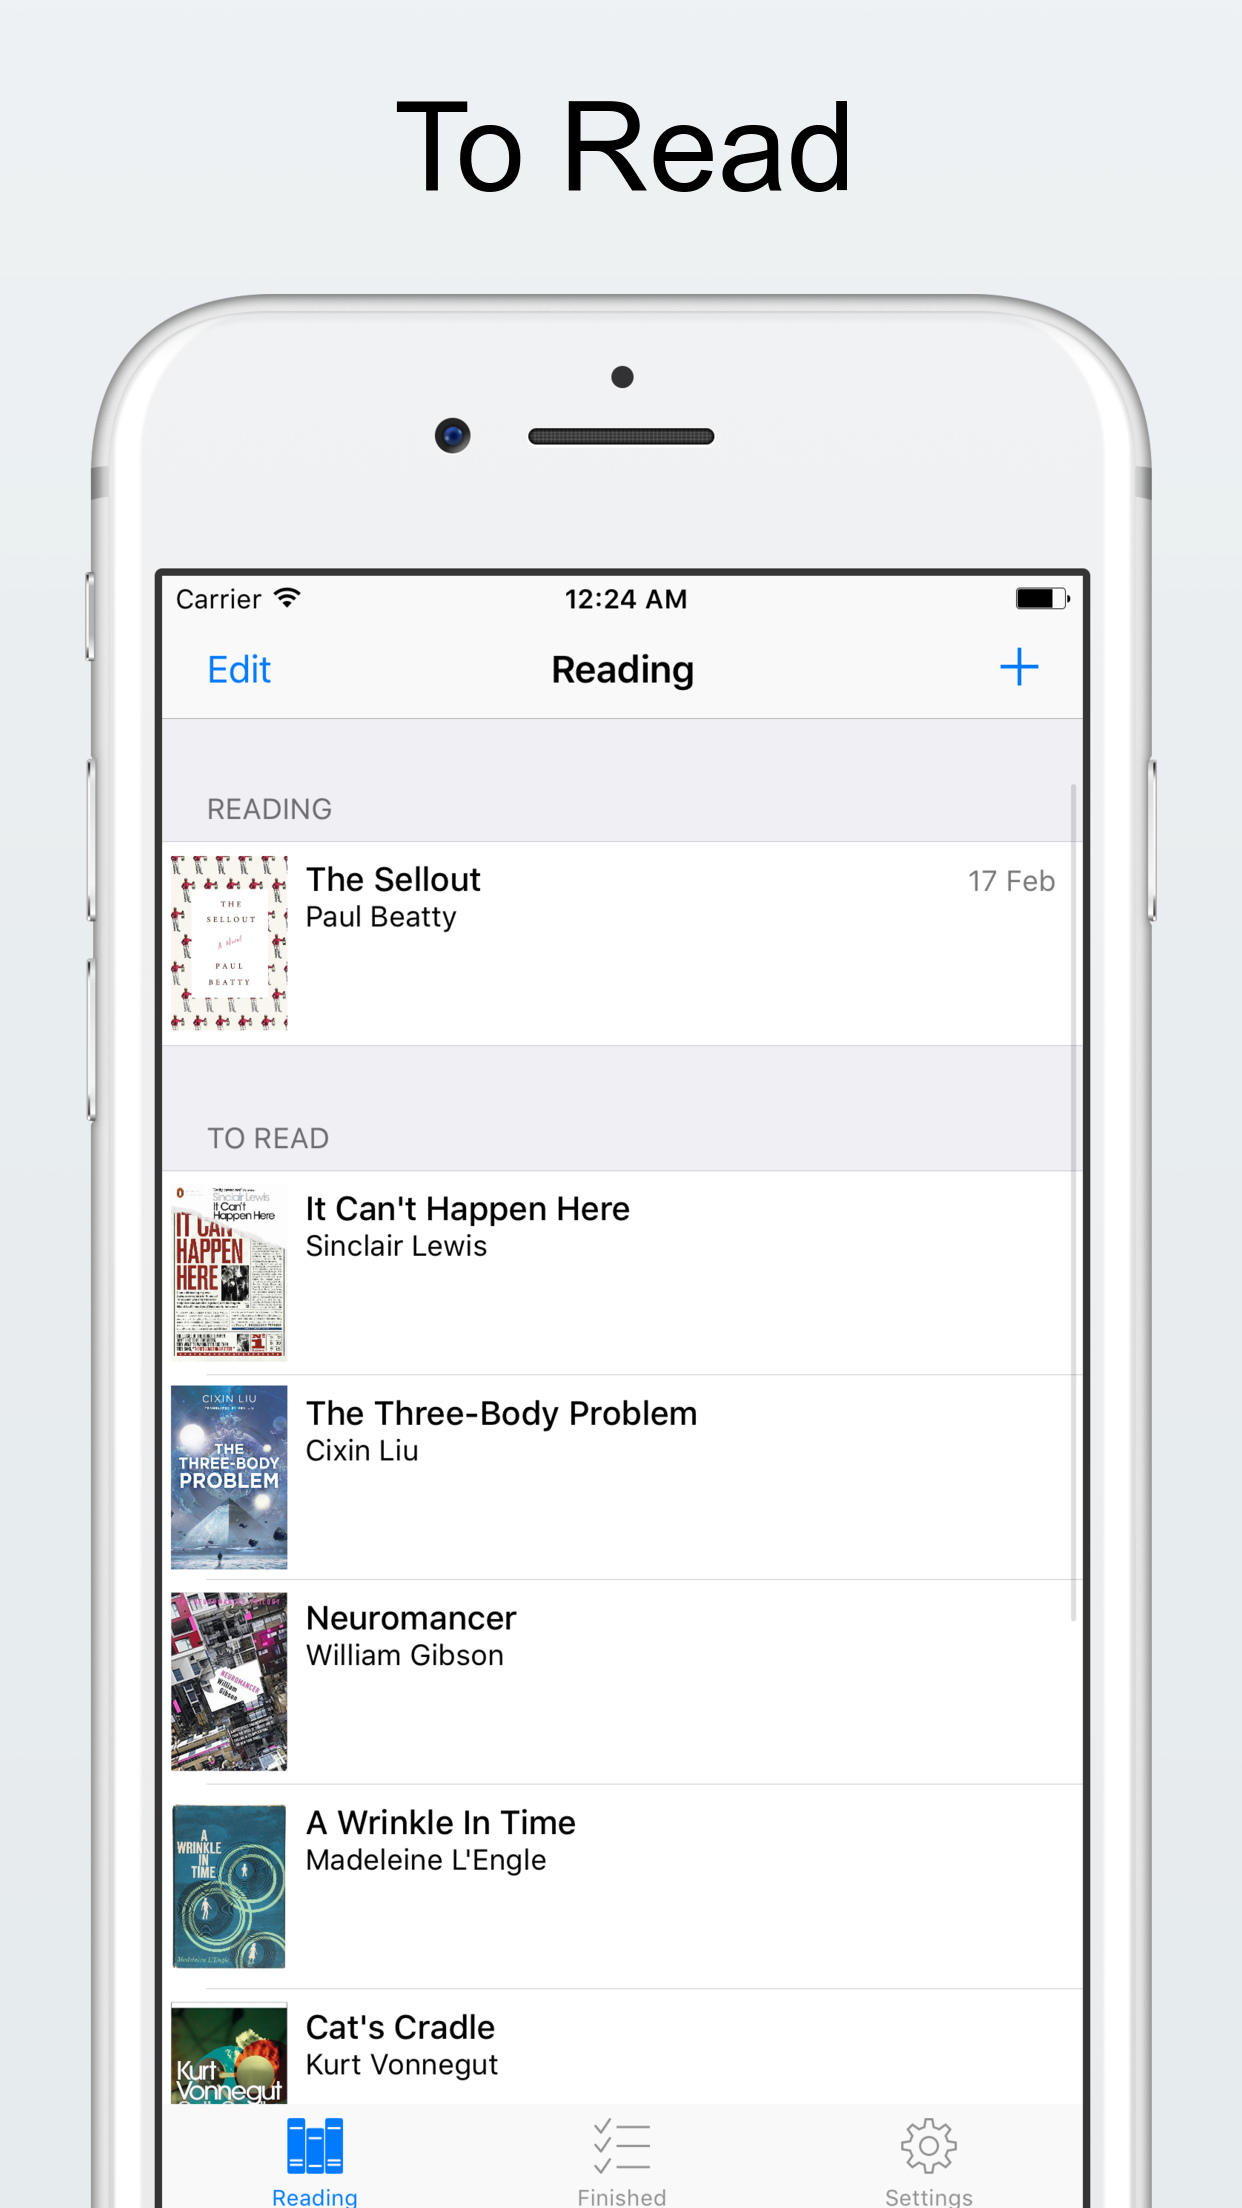 To Read
Carrier 12:24 AM
Edit Reading +
READING
THE
SELLOUT
A Novel
PAUL
BEATTY
The Sellout 17 Feb
Paul Beatty
TO READ
Sinclair Lewis
It Can't
Happen Here
IT CAN
HAPPEN
HERE
It Can't Happen Here
Sinclair Lewis
CIXIN LIU
THE
THREE-BODY
PROBLEM
The Three-Body Problem
Cixin Liu
NEUROMANCER
William
Gibson
Neuromancer
William Gibson
A
WRINKLE
IN
TIME
Madeleine L'Engle
A Wrinkle In Time
Madeleine L'Engle
Kurt
Vonnegut
Cat's Cradle
Kurt Vonnegut
Reading Finished Settings